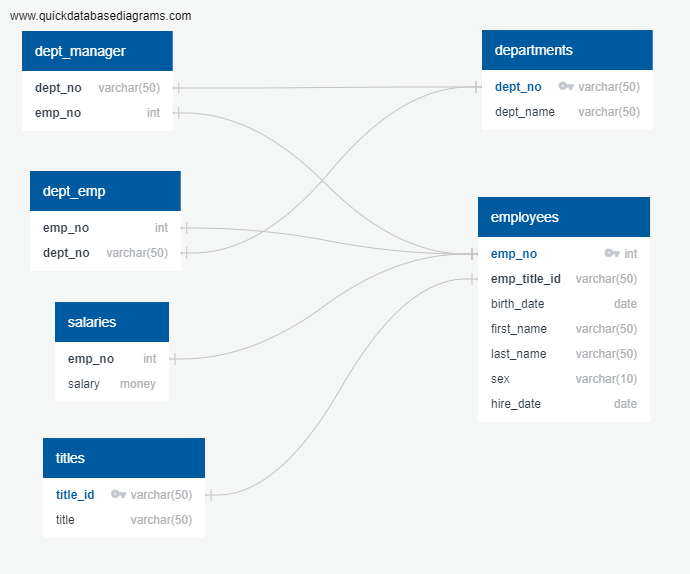 www.quickdatabasediagrams.com
dept_manager
dept_no varchar(50)
emp_no int
departments
dept_no varchar(50)
dept_name varchar(50)
dept_emp
emp_no int
dept_no varchar(50)
employees
emp_no int
emp_title_id varchar(50)
birth_date date
first_name varchar(50)
last_name varchar(50)
sex varchar(10)
hire_date date
salaries
emp_no int
salary money
titles
title_id varchar(50)
title varchar(50)